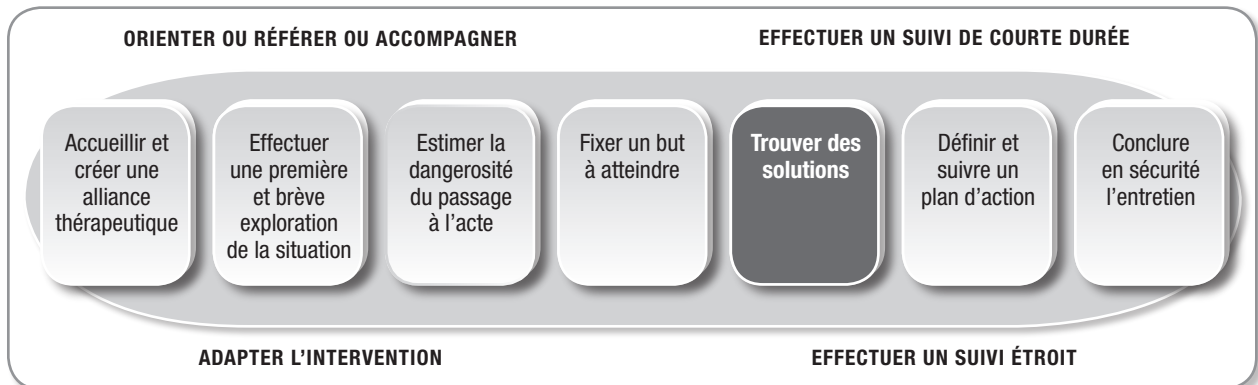 ORIENTER OU RÉFÉRER OU ACCOMPAGNER
EFFECTUER UN SUIVI DE COURTE DURÉE
Accueillir et
créer une
alliance
thérapeutique
Effectuer
une première
et brève
exploration
de la situation
Estimer la
dangerosité
du passage
à l’acte
Fixer un but
à atteindre
Trouver des
solutions
Définir et
suivre un
plan d’action
Conclure
en sécurité
l’entretien
ADAPTER L’INTERVENTION
EFFECTUER UN SUIVI ÉTROIT